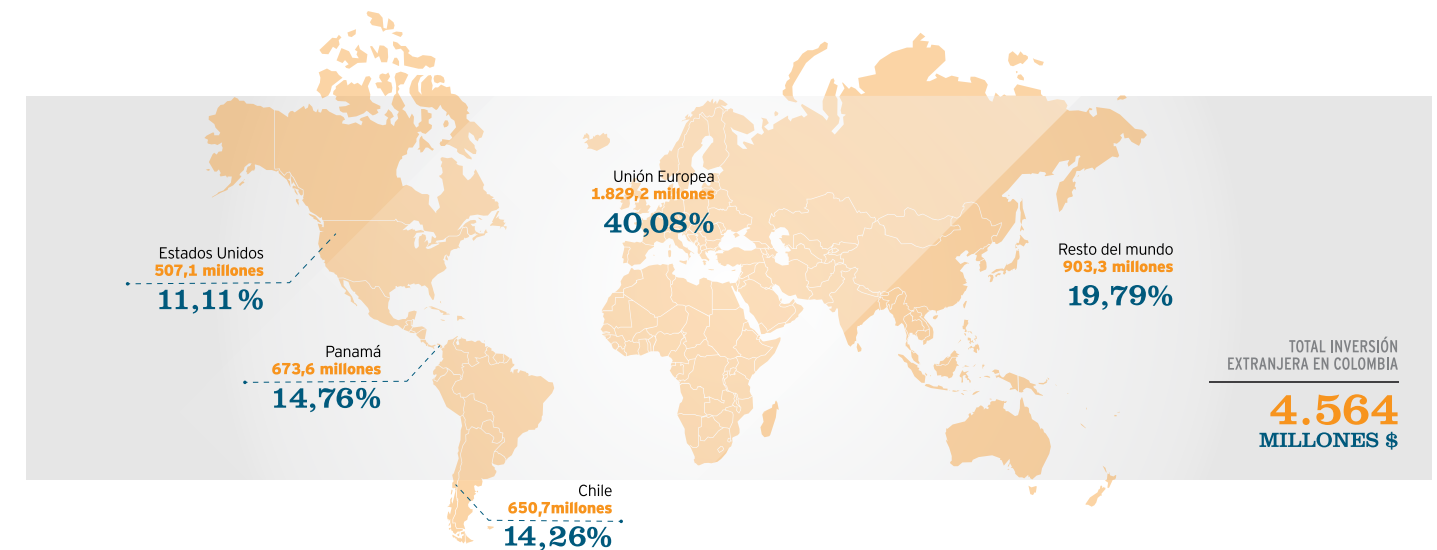 Unión Europea
1.829,2 millones
40,08%
Estados Unidos
507,1 millones
11,11 %
Resto del mundo
903,3 millones
19,79%
Panamá
673,6 millones
14,76%
TOTAL INVERSIÓN
EXTRANJERA EN COLOMBIA
4.564
MILLONES $
Chile
650,7millones
14,26%